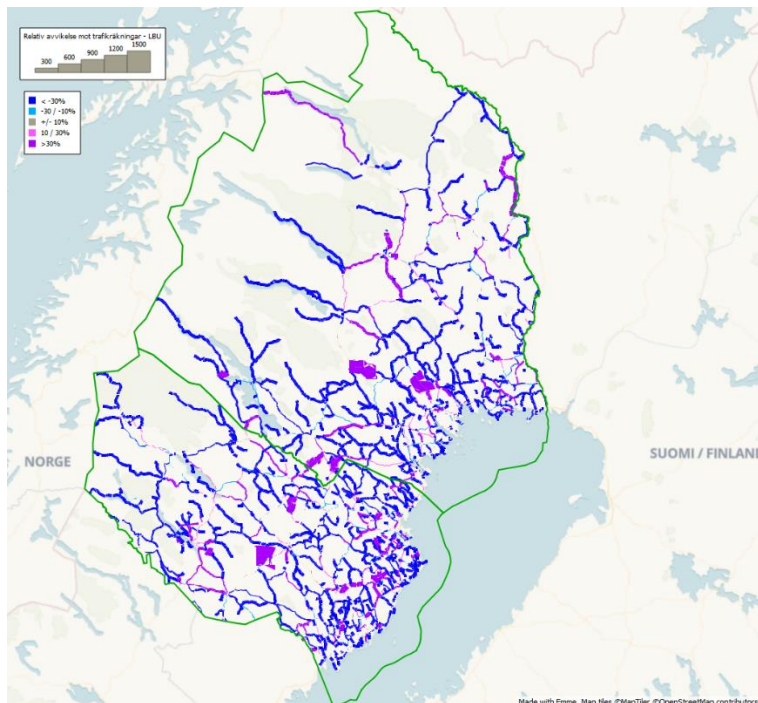 Relativ avvikelse mot trafikräkningar - LBU
300 600 900 1200 1500
< -30%
-30 / -10%
+/- 10%
10 / 30%
>30%
NORGE
SUOMI / FINLAND
Made with Emme, Map tiles ©MapTiler ©OpenStreetMap contributors